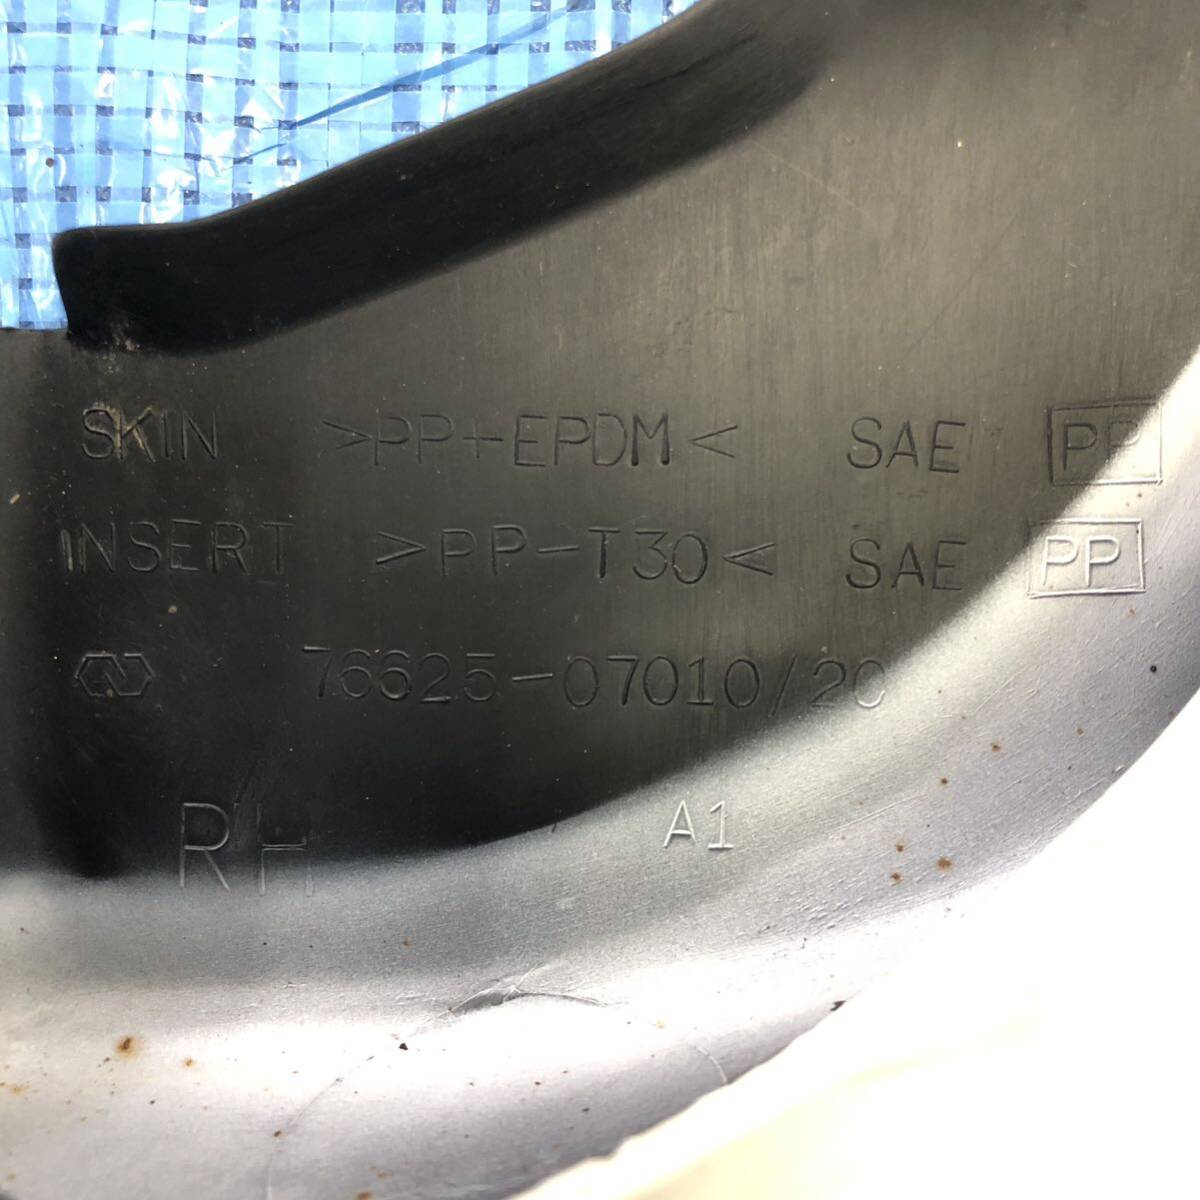 SKIN >PP+EPDM< SAE PP
INSERT >PP-T30< SAE PP
76625-07010/20
RH A1